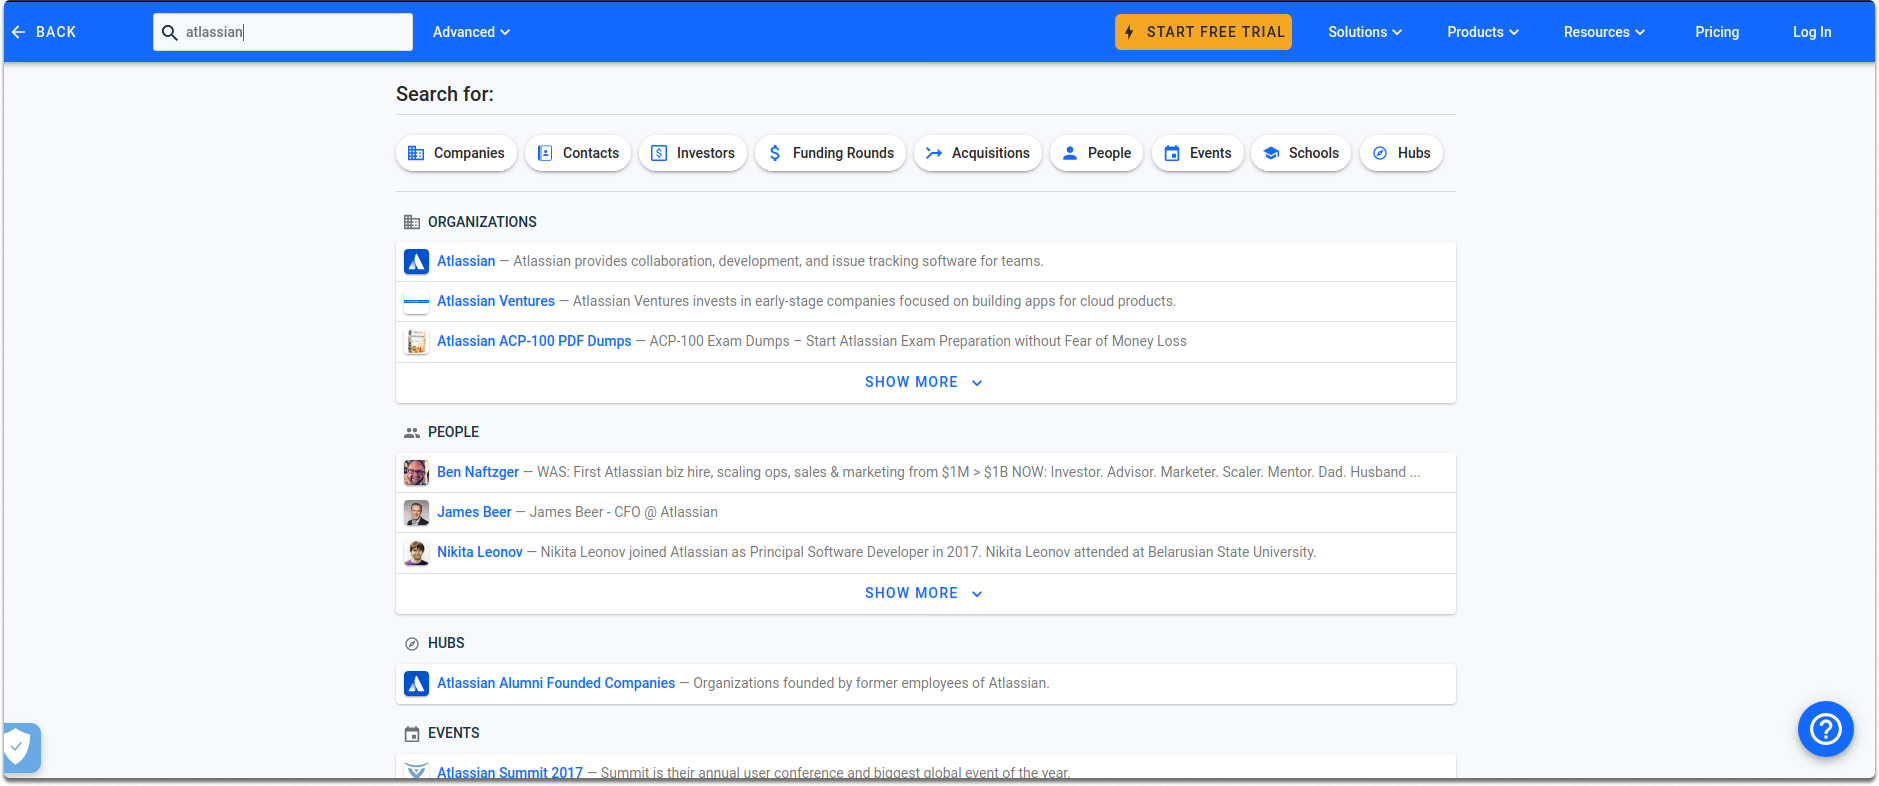 BACK
atlassian
Advanced
START FREE TRIAL
Solutions
Products
Resources
Pricing
Log In
Search for:
Companies
Contacts
Investors
Funding Rounds
Acquisitions
People
Events
Schools
Hubs
ORGANIZATIONS
Atlassian — Atlassian provides collaboration, development, and issue tracking software for teams.
Atlassian Ventures — Atlassian Ventures invests in early-stage companies focused on building apps for cloud products.
Atlassian ACP-100 PDF Dumps — ACP-100 Exam Dumps – Start Atlassian Exam Preparation without Fear of Money Loss
SHOW MORE
PEOPLE
Ben Naftzger — WAS: First Atlassian biz hire, scaling ops, sales & marketing from $1M > $1B NOW: Investor. Advisor. Marketer. Scaler. Mentor. Dad. Husband ...
James Beer — James Beer - CFO @ Atlassian
Nikita Leonov — Nikita Leonov joined Atlassian as Principal Software Developer in 2017. Nikita Leonov attended at Belarusian State University.
SHOW MORE
HUBS
Atlassian Alumni Founded Companies — Organizations founded by former employees of Atlassian.
EVENTS
Atlassian Summit 2017 — Summit is their annual user conference and biggest global event of the year.